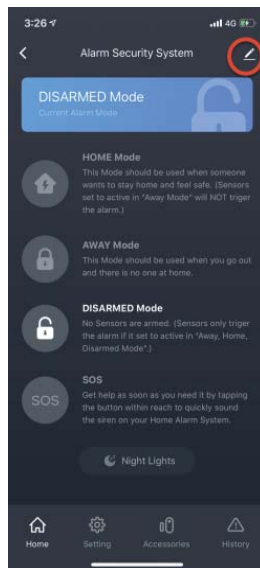 3:26
4G
Alarm Security System
DISARMED Mode
Current Alarm Mode
HOME Mode
This Mode should be used when someone
wants to stay home and feel safe. (Sensors
set to active in "Away Mode" will NOT triger
the alarm.)
AWAY Mode
This Mode should be used when you go out
and there is no one at home.
DISARMED Mode
No Sensors are armed. (Sensors only triger
the alarm if it set to active in "Away, Home,
Disarmed Mode".)
SOS
SOS
Get help as soon as you need it by tapping
the button within reach to quickly sound
the siren on your Home Alarm System.
Night Lights
Home Setting Accessories History